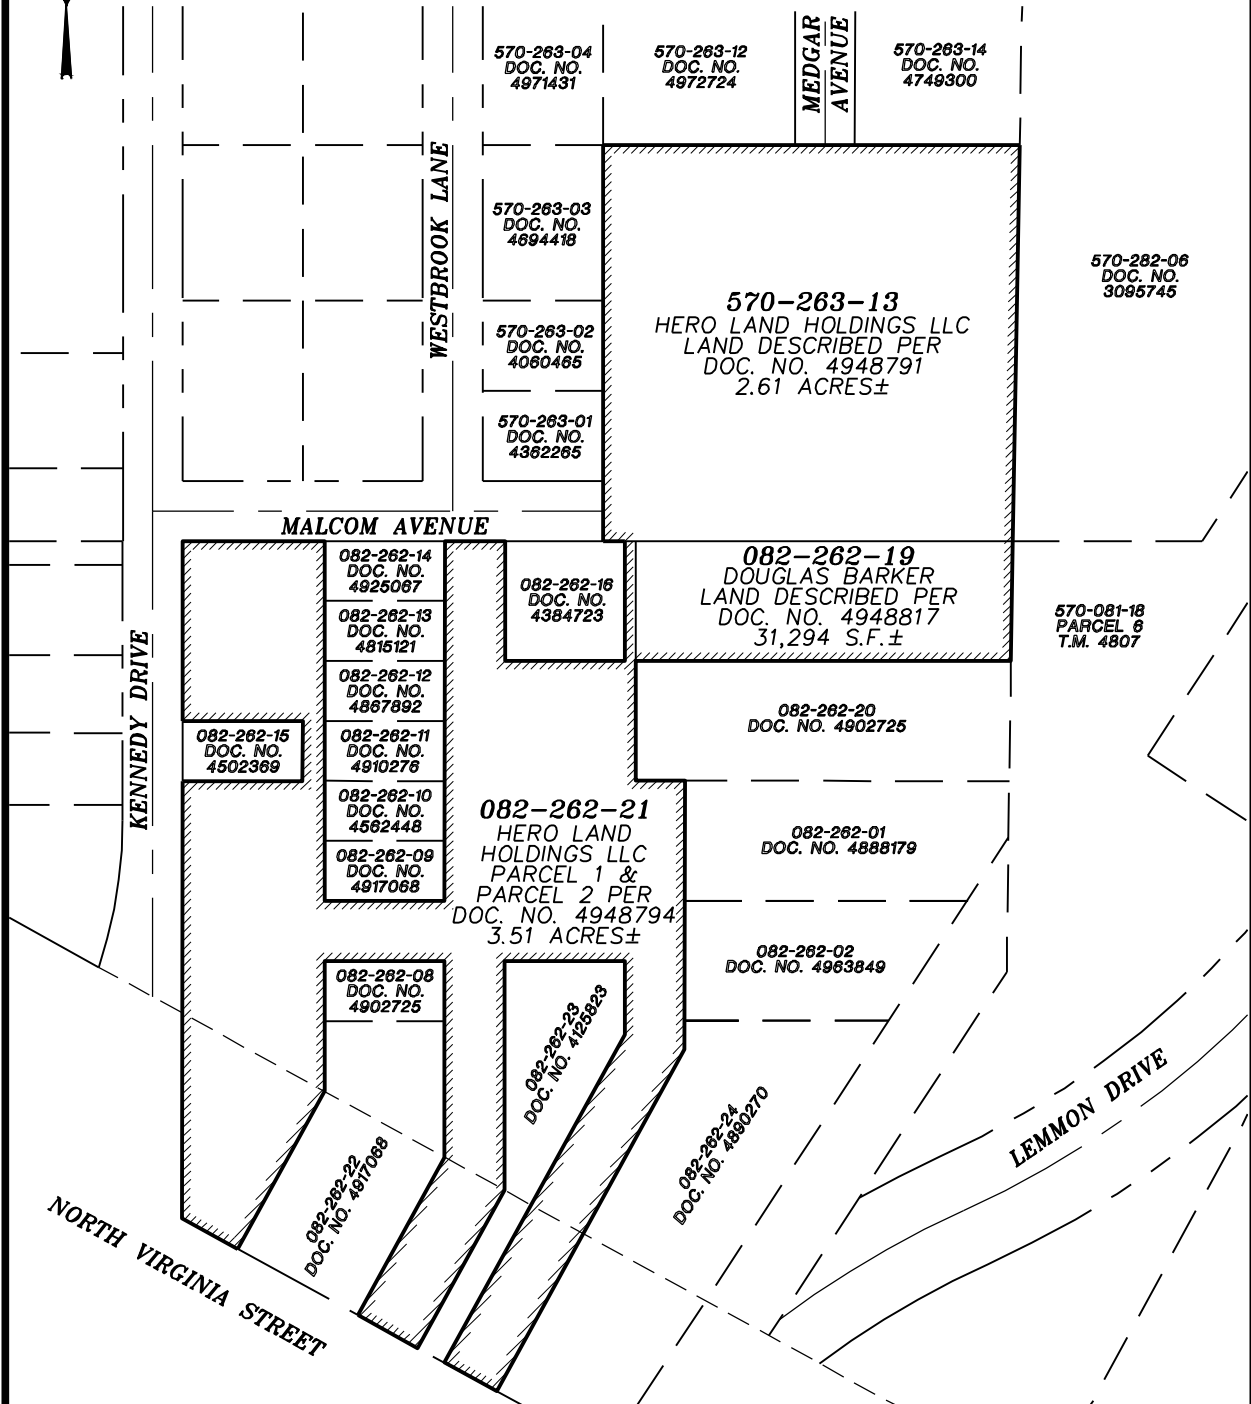 570-263-04
DOC. NO.
4971431
570-263-12
DOC. NO.
4972724
MEDGAR
AVENUE
570-263-14
DOC. NO.
4749300
WESTBROOK LANE
570-263-03
DOC. NO.
4694418
570-263-02
DOC. NO.
4060465
570-263-01
DOC. NO.
4362265
570-263-13
HERO LAND HOLDINGS LLC
LAND DESCRIBED PER
DOC. NO. 4948791
2.61 ACRES±
570-282-06
DOC. NO.
3095745
MALCOM AVENUE
082-262-14
DOC. NO.
4925067
082-262-13
DOC. NO.
4815121
082-262-12
DOC. NO.
4867892
082-262-11
DOC. NO.
4910276
082-262-10
DOC. NO.
4562448
082-262-09
DOC. NO.
4917068
082-262-16
DOC. NO.
4384723
082-262-19
DOUGLAS BARKER
LAND DESCRIBED PER
DOC. NO. 4948817
31,294 S.F.±
570-081-18
PARCEL 6
T.M. 4807
KENNEDY DRIVE
082-262-15
DOC. NO.
4502369
082-262-20
DOC. NO. 4902725
082-262-21
HERO LAND
HOLDINGS LLC
PARCEL 1 &
PARCEL 2 PER
DOC. NO. 4948794
3.51 ACRES±
082-262-01
DOC. NO. 4888179
082-262-02
DOC. NO. 4963849
082-262-08
DOC. NO.
4902725
082-262-23
DOC. NO. 4125823
082-262-24
DOC. NO. 4890270
082-262-22
DOC. NO. 4917068
LEMMON DRIVE
NORTH VIRGINIA STREET